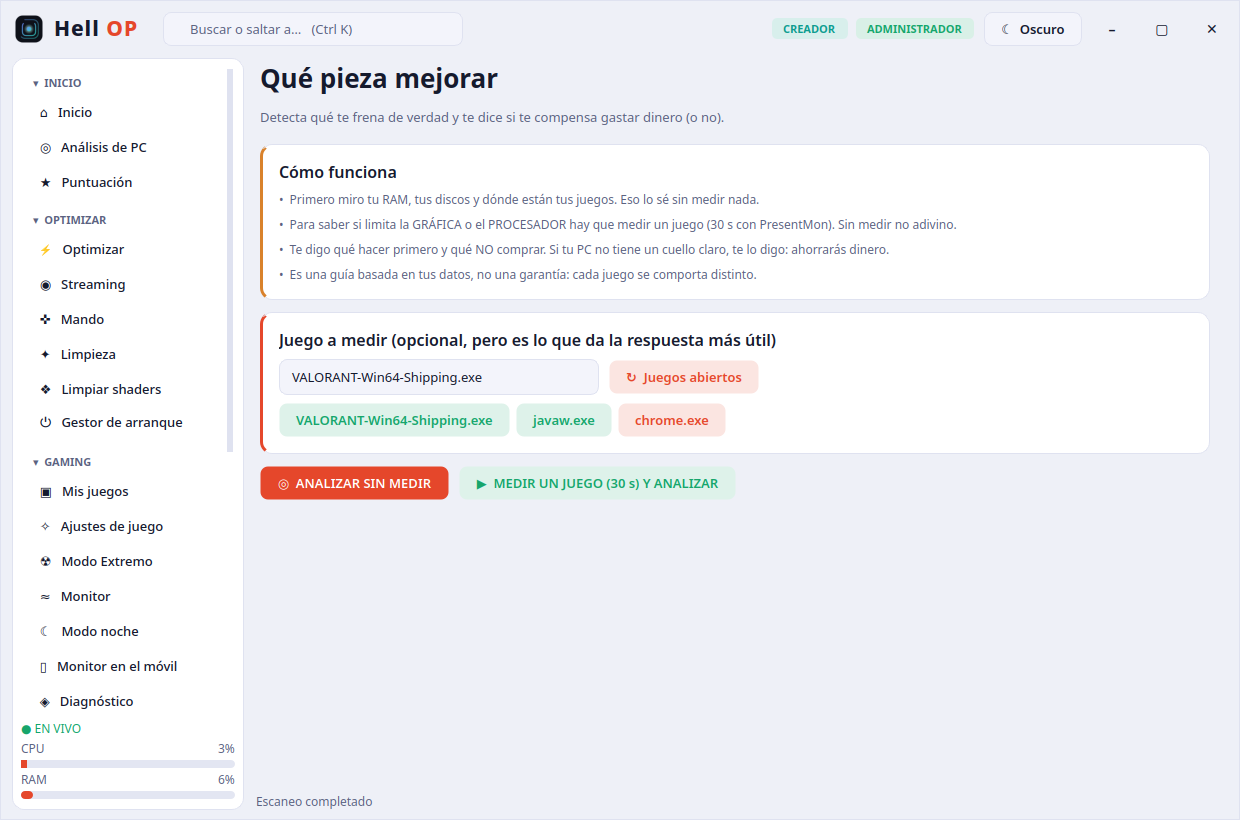 Hell OP
Buscar o saltar a... (Ctrl K)
CREADOR
ADMINISTRADOR
☾ Oscuro
▾ INICIO
⌂ Inicio
◎ Análisis de PC
★ Puntuación
▾ OPTIMIZAR
⚡ Optimizar
◉ Streaming
✜ Mando
✦ Limpieza
❖ Limpiar shaders
⏻ Gestor de arranque
▾ GAMING
▣ Mis juegos
✧ Ajustes de juego
☢ Modo Extremo
≈ Monitor
☾ Modo noche
▯ Monitor en el móvil
◈ Diagnóstico
● EN VIVO
CPU 3%
RAM 6%
Qué pieza mejorar
Detecta qué te frena de verdad y te dice si te compensa gastar dinero (o no).
Cómo funciona
• Primero miro tu RAM, tus discos y dónde están tus juegos. Eso lo sé sin medir nada.
• Para saber si limita la GRÁFICA o el PROCESADOR hay que medir un juego (30 s con PresentMon). Sin medir no adivino.
• Te digo qué hacer primero y qué NO comprar. Si tu PC no tiene un cuello claro, te lo digo: ahorrarás dinero.
• Es una guía basada en tus datos, no una garantía: cada juego se comporta distinto.
Juego a medir (opcional, pero es lo que da la respuesta más útil)
VALORANT-Win64-Shipping.exe
↻ Juegos abiertos
VALORANT-Win64-Shipping.exe
javaw.exe
chrome.exe
◎ ANALIZAR SIN MEDIR
▶ MEDIR UN JUEGO (30 s) Y ANALIZAR
Escaneo completado